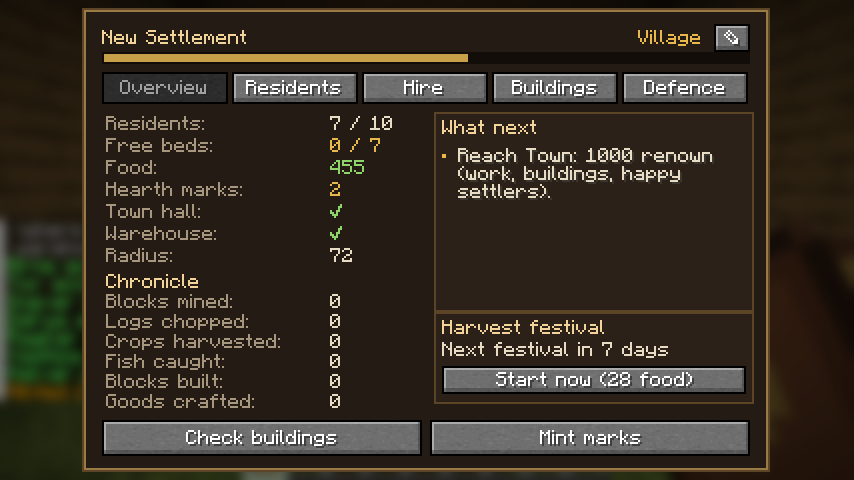 New Settlement
Village
Overview
Residents
Hire
Buildings
Defence
Residents: 7 / 10
Free beds: 0 / 7
Food: 455
Hearth marks: 2
Town hall: ✓
Warehouse: ✓
Radius: 72
Chronicle
Blocks mined: 0
Logs chopped: 0
Crops harvested: 0
Fish caught: 0
Blocks built: 0
Goods crafted: 0
What next
• Reach Town: 1000 renown
(work, buildings, happy
settlers).
Harvest festival
Next festival in 7 days
Start now (28 food)
Check buildings
Mint marks